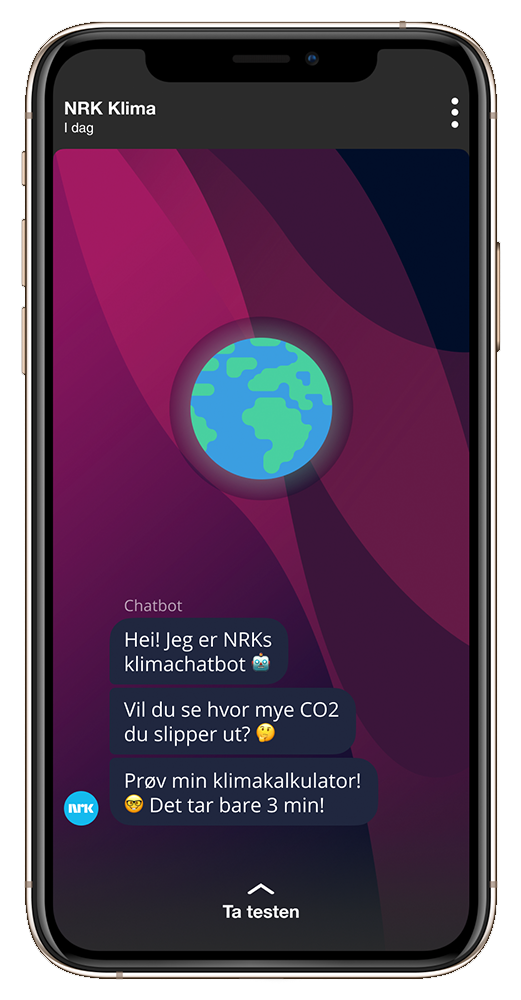 NRK Klima
I dag
Chatbot
Hei! Jeg er NRKs
klimachatbot 🤖
Vil du se hvor mye CO2
du slipper ut? 🤔
Prøv min klimakalkulator!
🤓 Det tar bare 3 min!
NRK
Ta testen